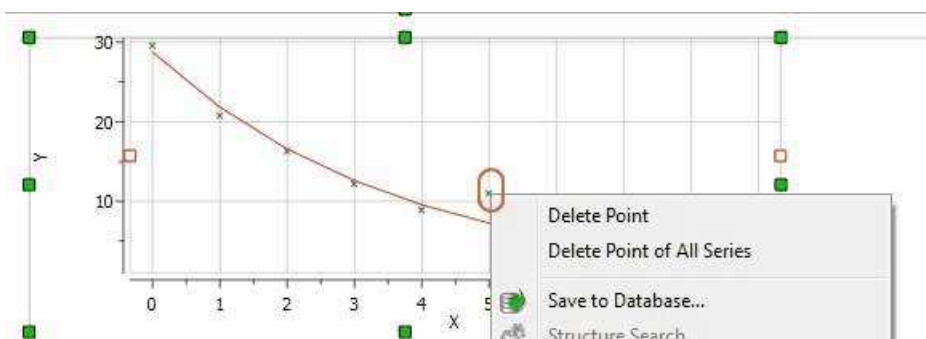 30
20
Y
10
Delete Point
Delete Point of All Series
0 1 2 3 4 5
Save to Database...
X
Structure Search